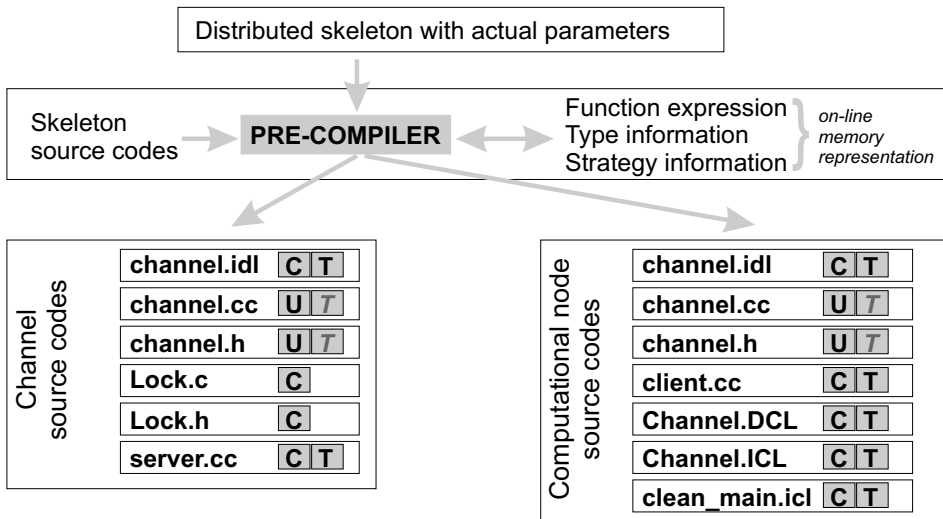 Distributed skeleton with actual parameters
Skeleton
source codes
PRE-COMPILER
Function expression
Type information
Strategy information
on-line
memory
representation
Channel
source codes
channel.idl C T
channel.cc U T
channel.h U T
Lock.c C
Lock.h C
server.cc C T
Computational node
source codes
channel.idl C T
channel.cc U T
channel.h U T
client.cc C T
Channel.DCL C T
Channel.ICL C T
clean_main.icl C T